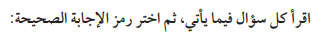 اقرأ كل سؤال فيما يأتي، ثم اختر رمز الإجابة الصحيحة: